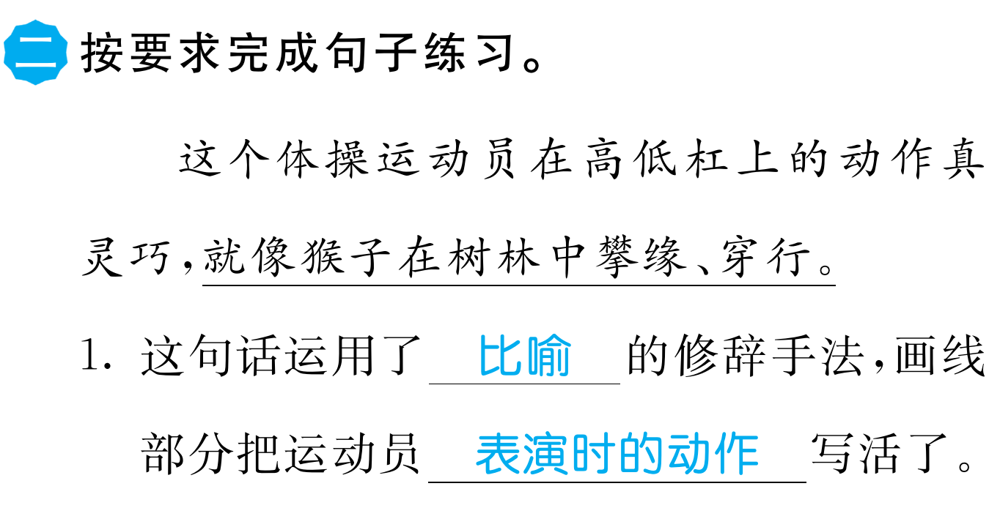 二 按要求完成句子练习。
这个体操运动员在高低杠上的动作真
灵巧,就像猴子在树林中攀缘、穿行。
1. 这句话运用了 比喻 的修辞手法,画线
部分把运动员 表演时的动作 写活了。